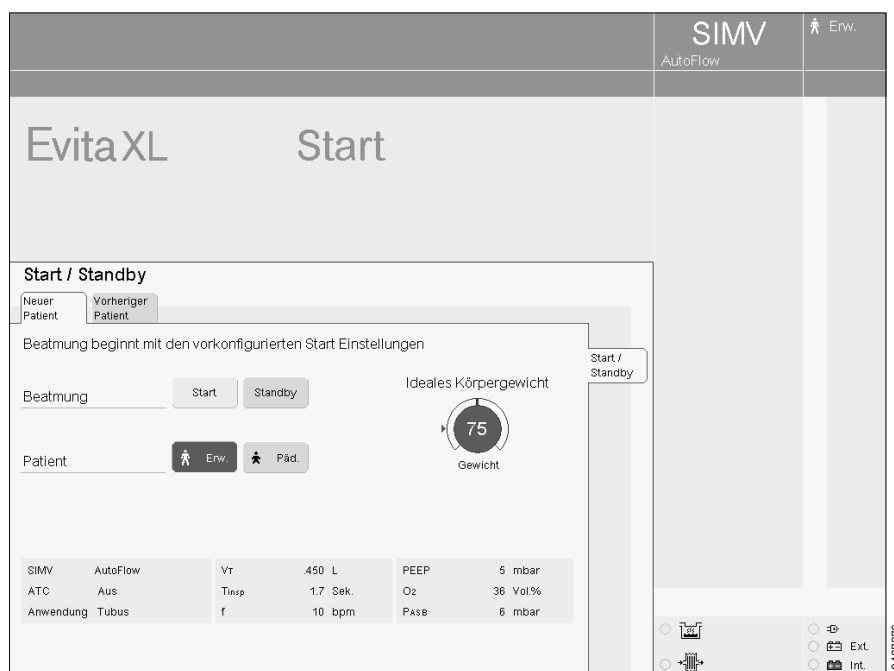 SIMV
AutoFlow
Erw.
Evita XL
Start
Start / Standby
Neuer Patient
Vorheriger Patient
Beatmung beginnt mit den vorkonfigurierten Start Einstellungen
Start / Standby
Beatmung
Start
Standby
Ideales Körpergewicht
75
Gewicht
Patient
Erw.
Päd.
SIMV AutoFlow VT .450 L PEEP 5 mbar
ATC Aus Tinsp 1.7 Sek. O2 36 Vol.%
Anwendung Tubus f 10 bpm PASB 6 mbar
Ext.
Int.